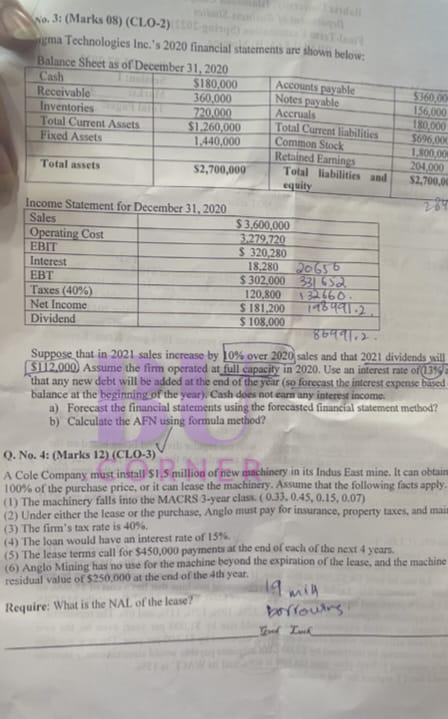 No. 3: (Marks 08) (CLO-2)
gma Technologies Inc.'s 2020 financial statements are shown below:
Balance Sheet as of December 31, 2020
Cash $180,000 Accounts payable $360,00
Receivable 360,000 Notes payable 156,000
Inventories 720,000 Accruals 180,000
Total Current Assets $1,260,000 Total Current liabilities $696,000
Fixed Assets 1,440,000 Common Stock 1,800,00
Retained Earnings 204,000
Total assets $2,700,000 Total liabilities and equity $2,700,0
Income Statement for December 31, 2020
Sales $ 3,600,000
Operating Cost 3,279,720
EBIT $ 320,280
Interest 18,280 20656
EBT $ 302,000 331652
Taxes (40%) 120,800 132660.
Net Income $ 181,200 198991.2
Dividend $ 108,000
86991.2.
Suppose that in 2021 sales increase by 10% over 2020 sales and that 2021 dividends will
$112,000 Assume the firm operated at full capacity in 2020. Use an interest rate of 13%
that any new debt will be added at the end of the year (so forecast the interest expense based
balance at the beginning of the year). Cash does not earn any interest income.
a) Forecast the financial statements using the forecasted financial statement method?
b) Calculate the AFN using formula method?
Q. No. 4: (Marks 12) (CLO-3)
CORNER
A Cole Company must install $1.5 million of new machinery in its Indus East mine. It can obtain
100% of the purchase price, or it can lease the machinery. Assume that the following facts apply.
(1) The machinery falls into the MACRS 3-year class. (0.33, 0.45, 0.15, 0.07)
(2) Under either the lease or the purchase, Anglo must pay for insurance, property taxes, and main
(3) The firm's tax rate is 40%.
(4) The loan would have an interest rate of 15%.
(5) The lease terms call for $450,000 payments at the end of each of the next 4 years.
(6) Anglo Mining has no use for the machine beyond the expiration of the lease, and the machine
residual value of $250,000 at the end of the 4th year.
Require: What is the NAL of the lease?
borrowing